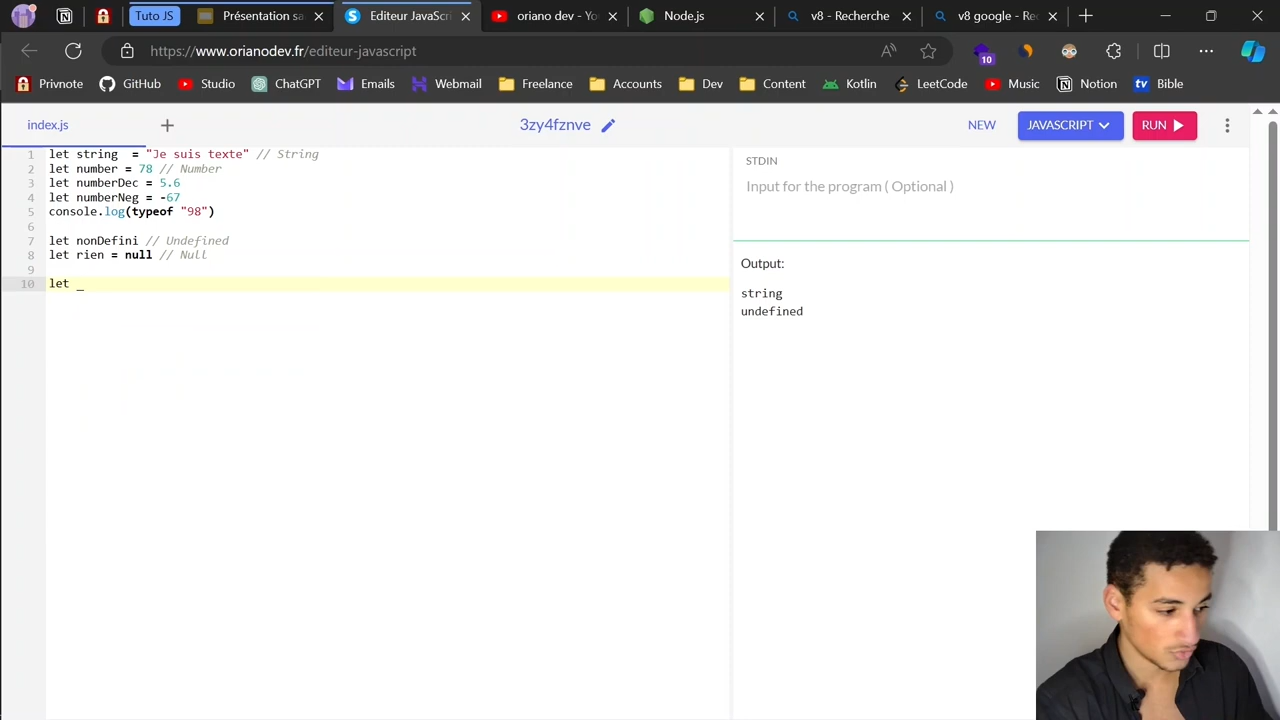 Tuto JS
Présentation sa
Editeur JavaScri
oriano dev - Yo
Node.js
v8 - Recherche
v8 google - Rec
https://www.orianodev.fr/editeur-javascript
10
Privnote
GitHub
Studio
ChatGPT
Emails
Webmail
Freelance
Accounts
Dev
Content
Kotlin
LeetCode
Music
Notion
tv Bible
index.js
3zy4fznve
NEW
JAVASCRIPT
RUN
1 let string  = "Je suis texte" // String
2 let number = 78 // Number
3 let numberDec = 5.6
4 let numberNeg = -67
5 console.log(typeof "98")
6
7 let nonDefini // Undefined
8 let rien = null // Null
9
10 let _
STDIN
Input for the program ( Optional )
Output:
string
undefined